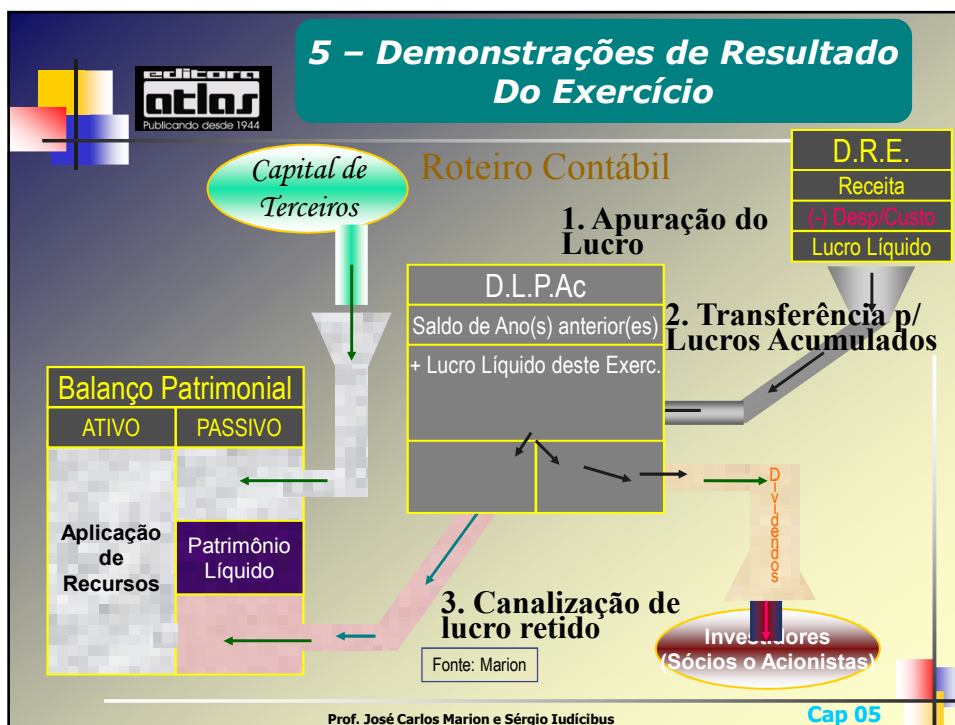 5 – Demonstrações de Resultado
Do Exercício
editora
atlas
Publicando desde 1944
Capital de
Terceiros
Roteiro Contábil
D.R.E.
Receita
(-) Desp/Custo
Lucro Líquido
1. Apuração do
Lucro
D.L.P.Ac
Saldo de Ano(s) anterior(es)
+ Lucro Líquido deste Exerc.
2. Transferência p/
Lucros Acumulados
Balanço Patrimonial
ATIVO
PASSIVO
Aplicação
de
Recursos
Patrimônio
Líquido
Dividendos
3. Canalização de
lucro retido
Fonte: Marion
Investidores
(Sócios o Acionistas)
Prof. José Carlos Marion e Sérgio Iudícibus
Cap 05